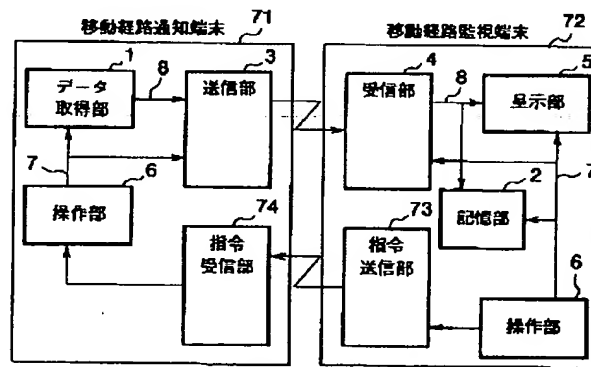 71
移動経路通知端末
1
データ
取得部
8
3
送信部
7
6
操作部
74
指令
受信部
72
移動経路監視端末
4
受信部
8
5
呈示部
2
記憶部
7
73
指令
送信部
6
操作部